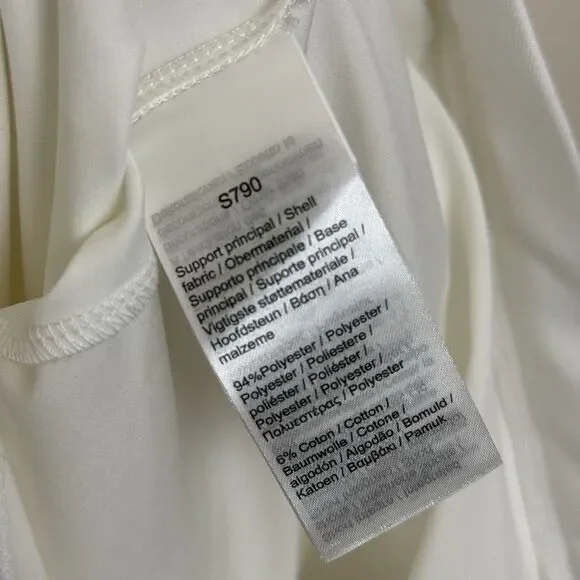 S790
Support principal / Shell
fabric / Obermaterial /
Supporto principale / Base
principal / Suporte principal /
Vigtigste støttemateriale /
Hoofdsteun / Βάση / Ana
malzeme
94%Polyester / Polyester /
Polyester / Poliestere /
poliéster / Poliéster /
Polyester / Polyester /
Πολυεστέρας / Polyester
6% Coton / Cotton /
Baumwolle / Cotone /
algodón / Algodão / Bomuld /
Katoen / Βαμβάκι / Pamuk